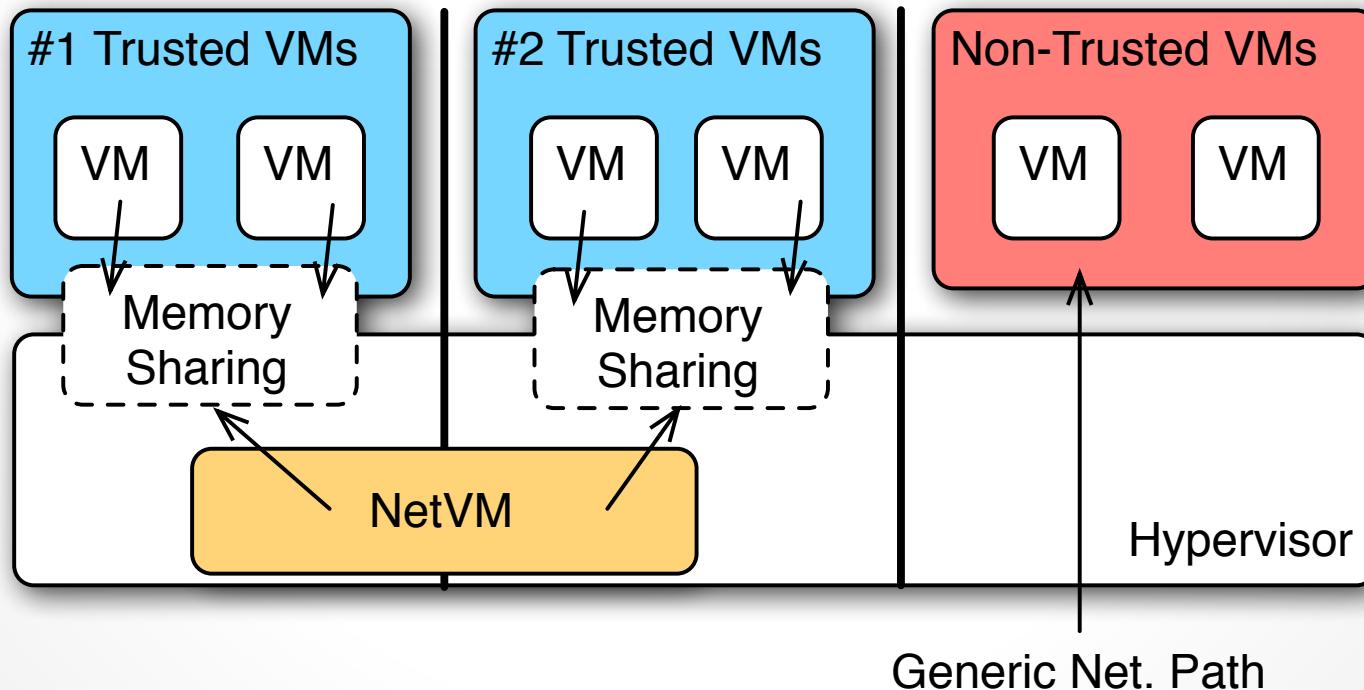 #1 Trusted VMs
#2 Trusted VMs
Non-Trusted VMs
VM
VM
VM
VM
VM
VM
Memory
Sharing
Memory
Sharing
NetVM
Hypervisor
Generic Net. Path